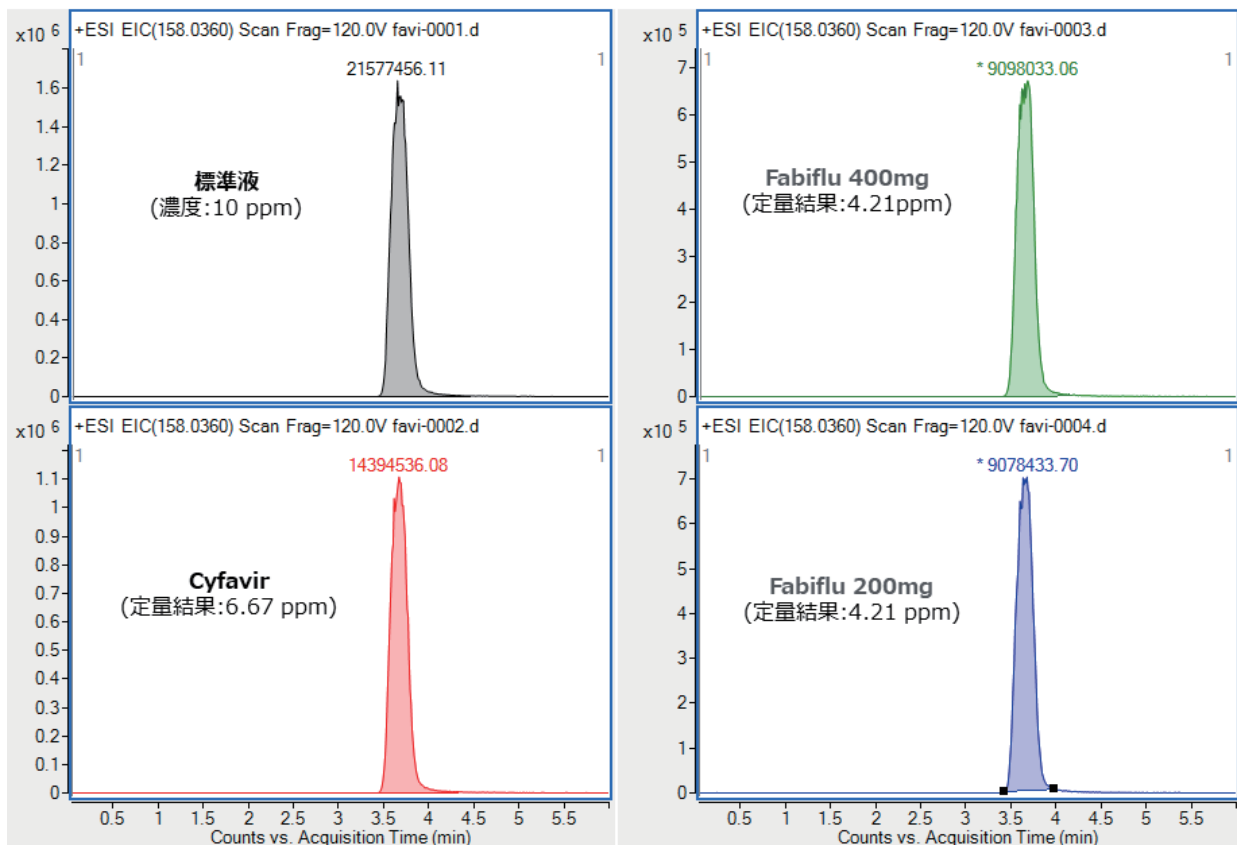 +ESI EIC(158.0360) Scan Frag=120.0V favi-0001.d
x10 6
1
1
21577456.11
1.6
1.4
1.2
1
0.8
0.6
0.4
0.2
0
標準液
(濃度:10 ppm)
+ESI EIC(158.0360) Scan Frag=120.0V favi-0003.d
x10 5
1
1
* 9098033.06
7
6
5
4
3
2
1
0
Fabiflu 400mg
(定量結果:4.21ppm)
+ESI EIC(158.0360) Scan Frag=120.0V favi-0002.d
x10 6
1
1
14394536.08
1.1
1
0.9
0.8
0.7
0.6
0.5
0.4
0.3
0.2
0.1
0
Cyfavir
(定量結果:6.67 ppm)
0.5 1 1.5 2 2.5 3 3.5 4 4.5 5 5.5
Counts vs. Acquisition Time (min)
+ESI EIC(158.0360) Scan Frag=120.0V favi-0004.d
x10 5
1
1
* 9078433.70
7
6
5
4
3
2
1
0
Fabiflu 200mg
(定量結果:4.21 ppm)
0.5 1 1.5 2 2.5 3 3.5 4 4.5 5 5.5
Counts vs. Acquisition Time (min)